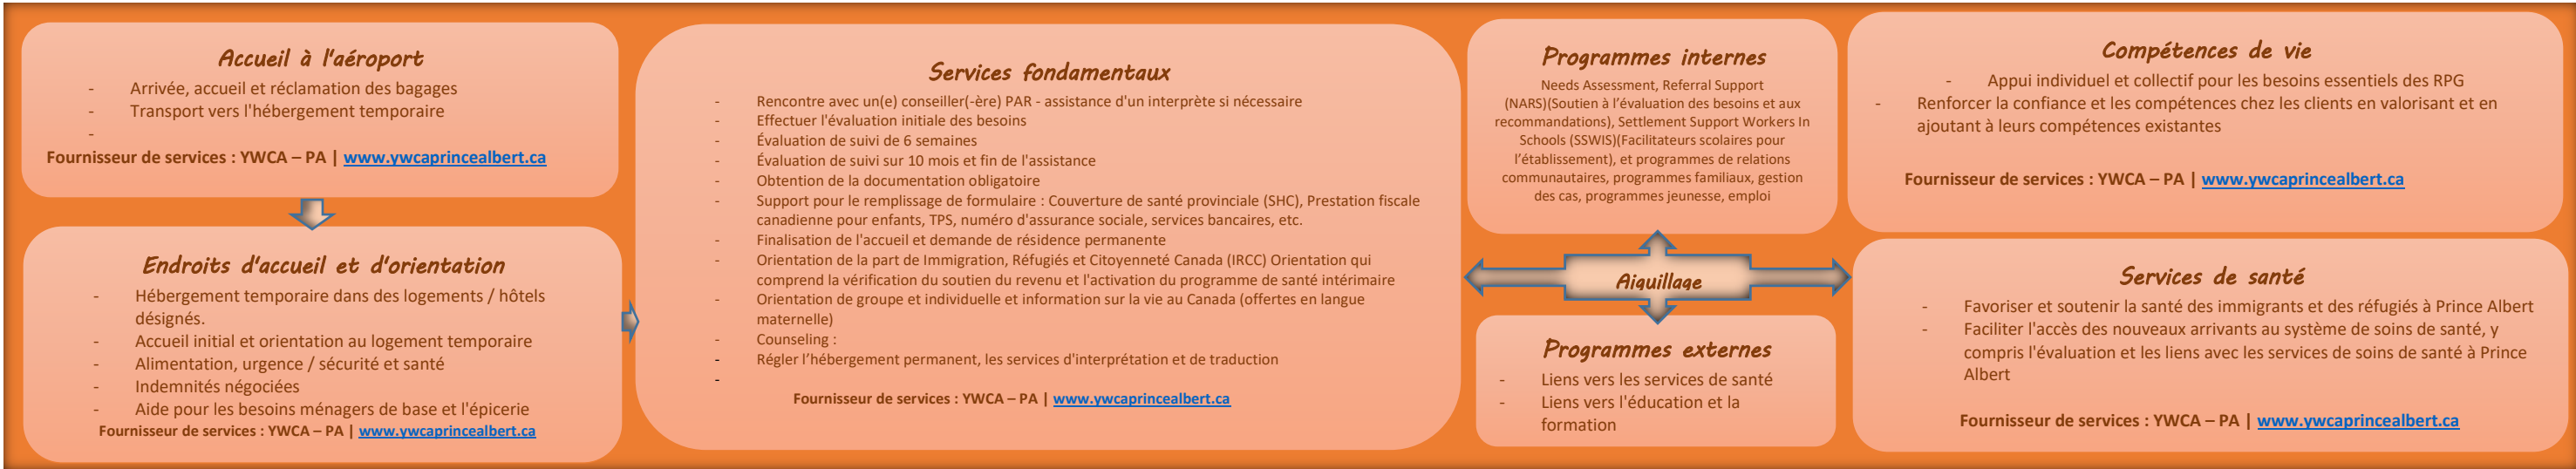 Accueil à l'aéroport
- Arrivée, accueil et réclamation des bagages
- Transport vers l'hébergement temporaire
-
Fournisseur de services : YWCA – PA | www.ywcaprincealbert.ca
Endroits d'accueil et d'orientation
- Hébergement temporaire dans des logements / hôtels
désignés.
- Accueil initial et orientation au logement temporaire
- Alimentation, urgence / sécurité et santé
- Indemnités négociées
- Aide pour les besoins ménagers de base et l'épicerie
Fournisseur de services : YWCA – PA | www.ywcaprincealbert.ca
Services fondamentaux
- Rencontre avec un(e) conseiller(-ère) PAR - assistance d'un interprète si nécessaire
- Effectuer l'évaluation initiale des besoins
- Évaluation de suivi de 6 semaines
- Évaluation de suivi sur 10 mois et fin de l'assistance
- Obtention de la documentation obligatoire
- Support pour le remplissage de formulaire : Couverture de santé provinciale (SHC), Prestation fiscale
canadienne pour enfants, TPS, numéro d'assurance sociale, services bancaires, etc.
- Finalisation de l'accueil et demande de résidence permanente
- Orientation de la part de Immigration, Réfugiés et Citoyenneté Canada (IRCC) Orientation qui
comprend la vérification du soutien du revenu et l'activation du programme de santé intérimaire
- Orientation de groupe et individuelle et information sur la vie au Canada (offertes en langue
maternelle)
- Counseling :
- Régler l'hébergement permanent, les services d'interprétation et de traduction
-
Fournisseur de services : YWCA – PA | www.ywcaprincealbert.ca
Programmes internes
Needs Assessment, Referral Support
(NARS)(Soutien à l'évaluation des besoins et aux
recommandations), Settlement Support Workers In
Schools (SSWIS)(Facilitateurs scolaires pour
l'établissement), et programmes de relations
communautaires, programmes familiaux, gestion
des cas, programmes jeunesse, emploi
Aiguillage
Programmes externes
- Liens vers les services de santé
- Liens vers l'éducation et la
formation
Compétences de vie
- Appui individuel et collectif pour les besoins essentiels des RPG
- Renforcer la confiance et les compétences chez les clients en valorisant et en
ajoutant à leurs compétences existantes
Fournisseur de services : YWCA – PA | www.ywcaprincealbert.ca
Services de santé
- Favoriser et soutenir la santé des immigrants et des réfugiés à Prince Albert
- Faciliter l'accès des nouveaux arrivants au système de soins de santé, y
compris l'évaluation et les liens avec les services de soins de santé à Prince
Albert
Fournisseur de services : YWCA – PA | www.ywcaprincealbert.ca